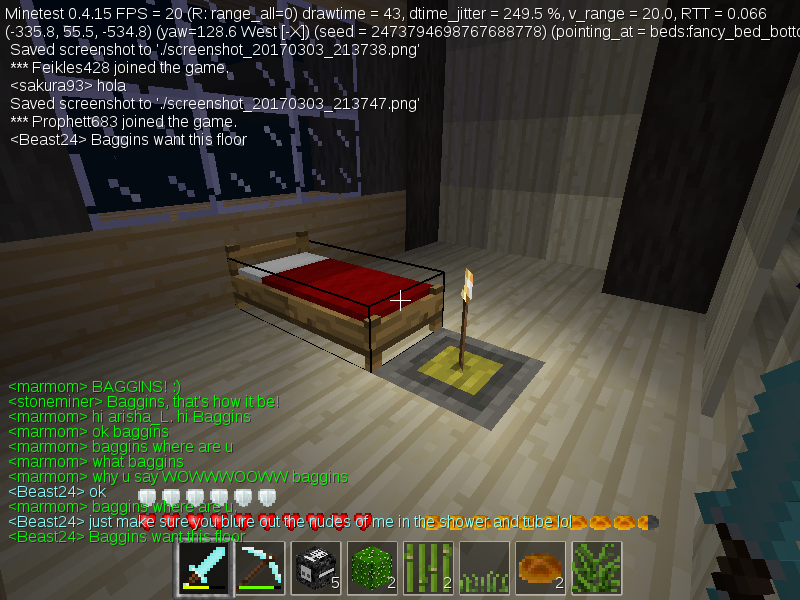 Minetest 0.4.15 FPS = 20 (R: range_all=0) drawtime = 43, dtime_jitter = 249.5 %, v_range = 20.0, RTT = 0.066
(-335.8, 55.5, -534.8) (yaw=128.6 West [-X]) (seed = 2473794698767688778) (pointing_at = beds:fancy_bed_botto
Saved screenshot to './screenshot_20170303_213738.png'
*** Feikles428 joined the game.
<sakura93> hola
Saved screenshot to './screenshot_20170303_213747.png'
*** Prophett683 joined the game.
<Beast24> Baggins want this floor
<marmom> BAGGINS! :)
<stoneminer> Baggins, that's how it be!
<marmom> hi arisha_L. hi Baggins
<marmom> ok baggins
<marmom> baggins where are u
<marmom> what baggins
<marmom> why u say WOWWWOOWW baggins
<Beast24> ok
<marmom> baggins where are u
<Beast24> just make sure you blure out the nudes of me in the shower and tube lol
<Beast24> Baggins want this floor
5
2
2
2